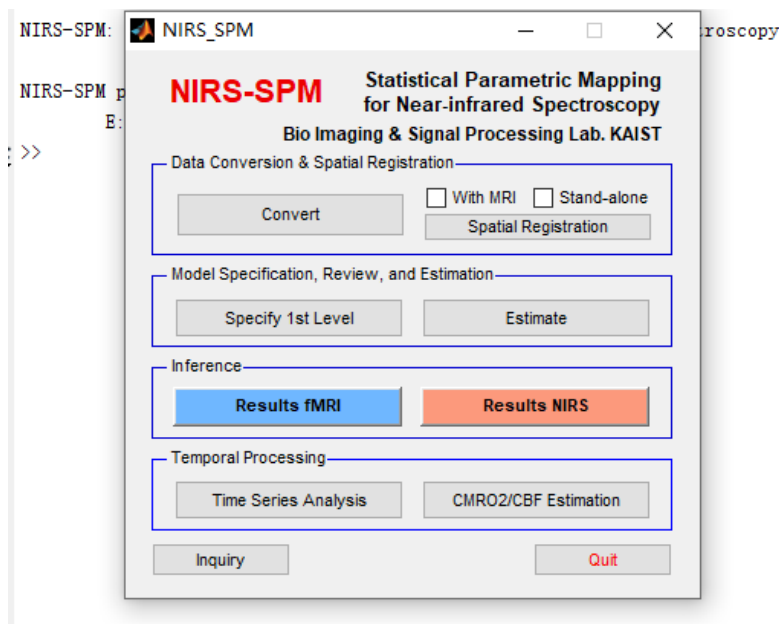 NIRS-SPM:
NIRS_SPM
troscopy
NIRS-SPM p
E:
>>
NIRS-SPM
Statistical Parametric Mapping
for Near-infrared Spectroscopy
Bio Imaging & Signal Processing Lab. KAIST
Data Conversion & Spatial Registration
Convert
With MRI
Stand-alone
Spatial Registration
Model Specification, Review, and Estimation
Specify 1st Level
Estimate
Inference
Results fMRI
Results NIRS
Temporal Processing
Time Series Analysis
CMRO2/CBF Estimation
Inquiry
Quit